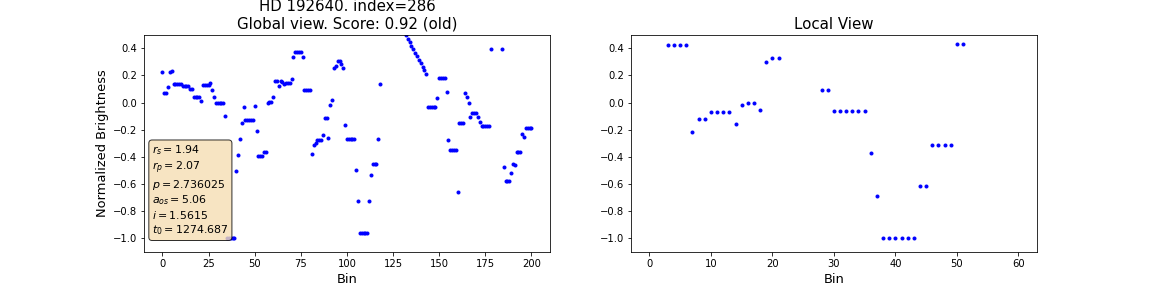 HD 192640. index=286
Global view. Score: 0.92 (old)
Local View
Normalized Brightness
0.4
0.2
0.0
−0.2
−0.4
−0.6
−0.8
−1.0
r_s = 1.94
r_p = 2.07
p = 2.736025
a_os = 5.06
i = 1.5615
t_0 = 1274.687
0 25 50 75 100 125 150 175 200
Bin
0.4
0.2
0.0
−0.2
−0.4
−0.6
−0.8
−1.0
0 10 20 30 40 50 60
Bin